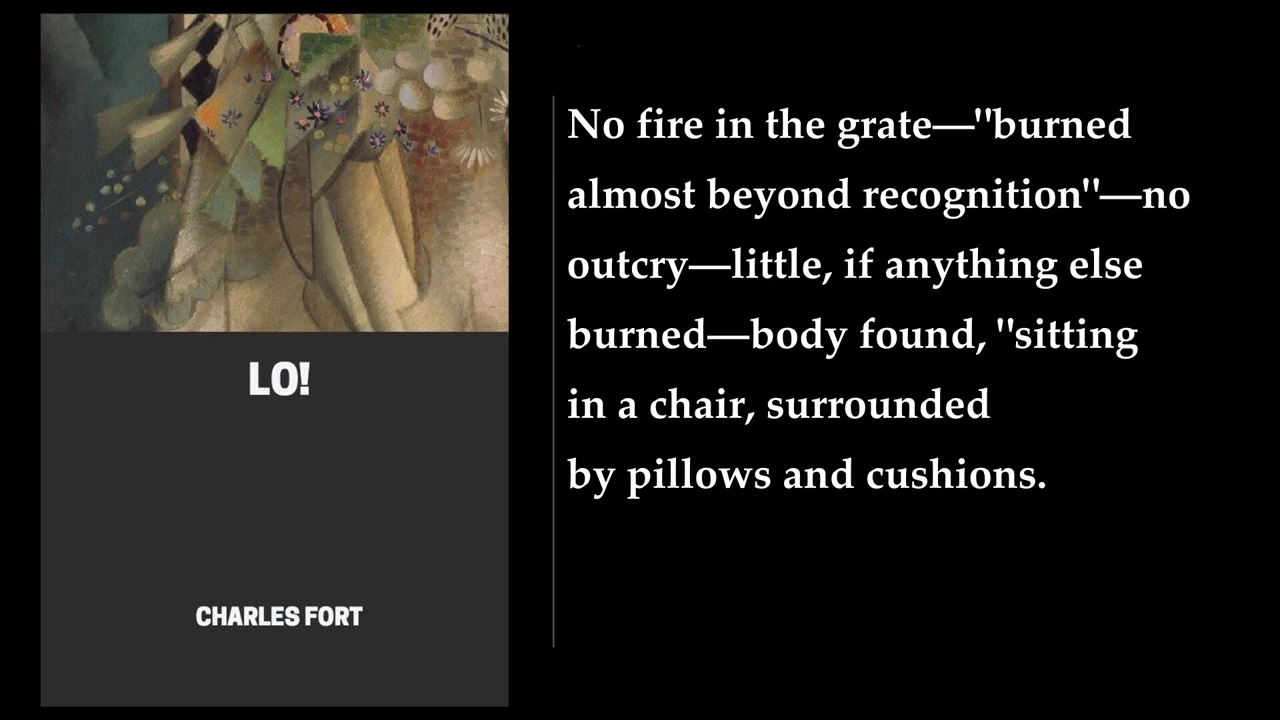 LO!
CHARLES FORT
No fire in the grate—"burned
almost beyond recognition"—no
outcry—little, if anything else
burned—body found, "sitting
in a chair, surrounded
by pillows and cushions.